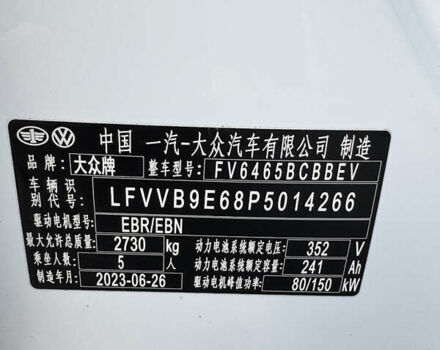 中国 一汽-大众汽车有限公司 制造
品牌: 大众牌 整车型号: FV6465BCBBEV
车辆识别代号: LFVVB9E68P5014266
驱动电机型号: EBR/EBN
最大允许总质量: 2730 kg 动力电池系统额定电压: 352 V
乘坐人数: 5 人 动力电池系统额定容量: 241 Ah
制造年月: 2023-06-26 驱动电机峰值功率: 80/150 kW